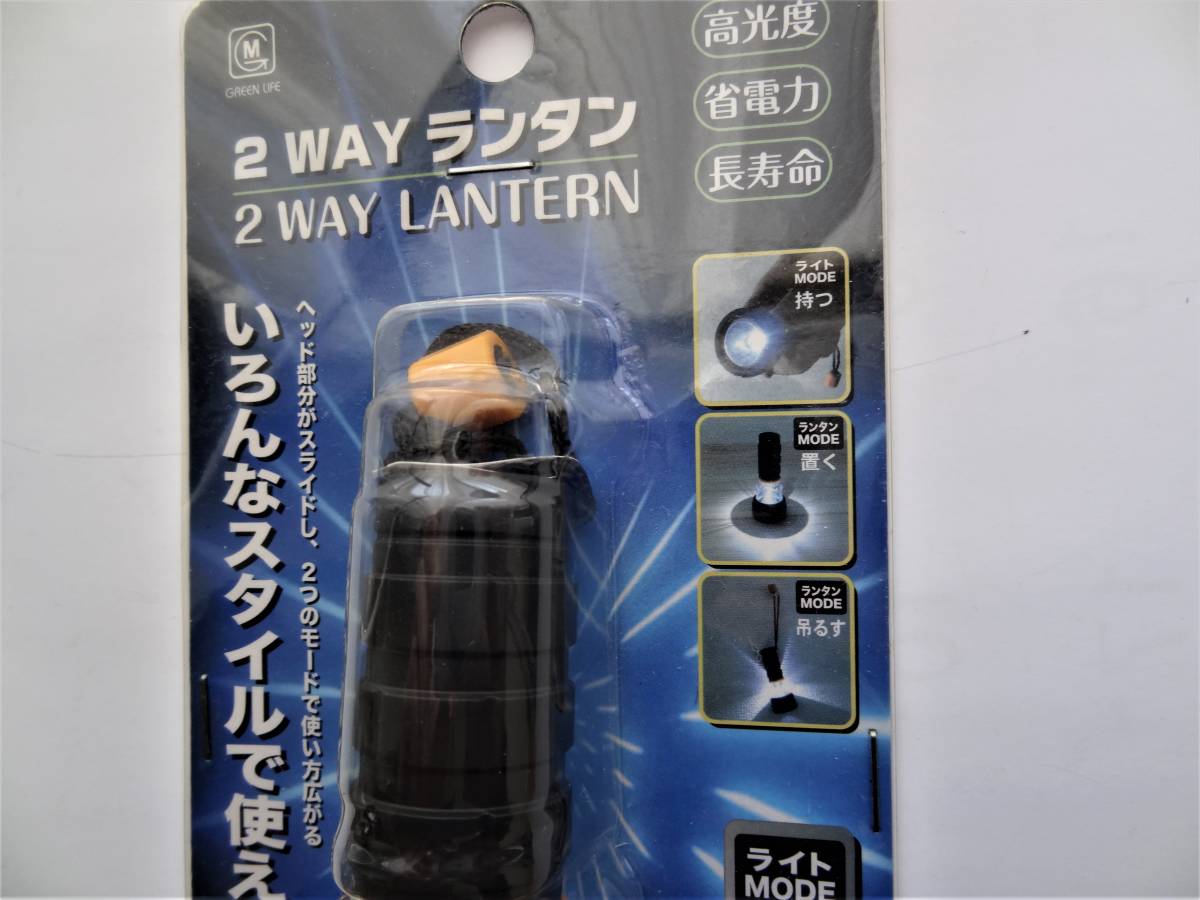 M
GREEN LIFE
2 WAY ランタン
2 WAY LANTERN
高光度
省電力
長寿命
ヘッド部分がスライドし、2つのモードで使い方広がる
いろんなスタイルで使え
ライト
MODE
持つ
ランタン
MODE
置く
ランタン
MODE
吊るす
ライト
MODE